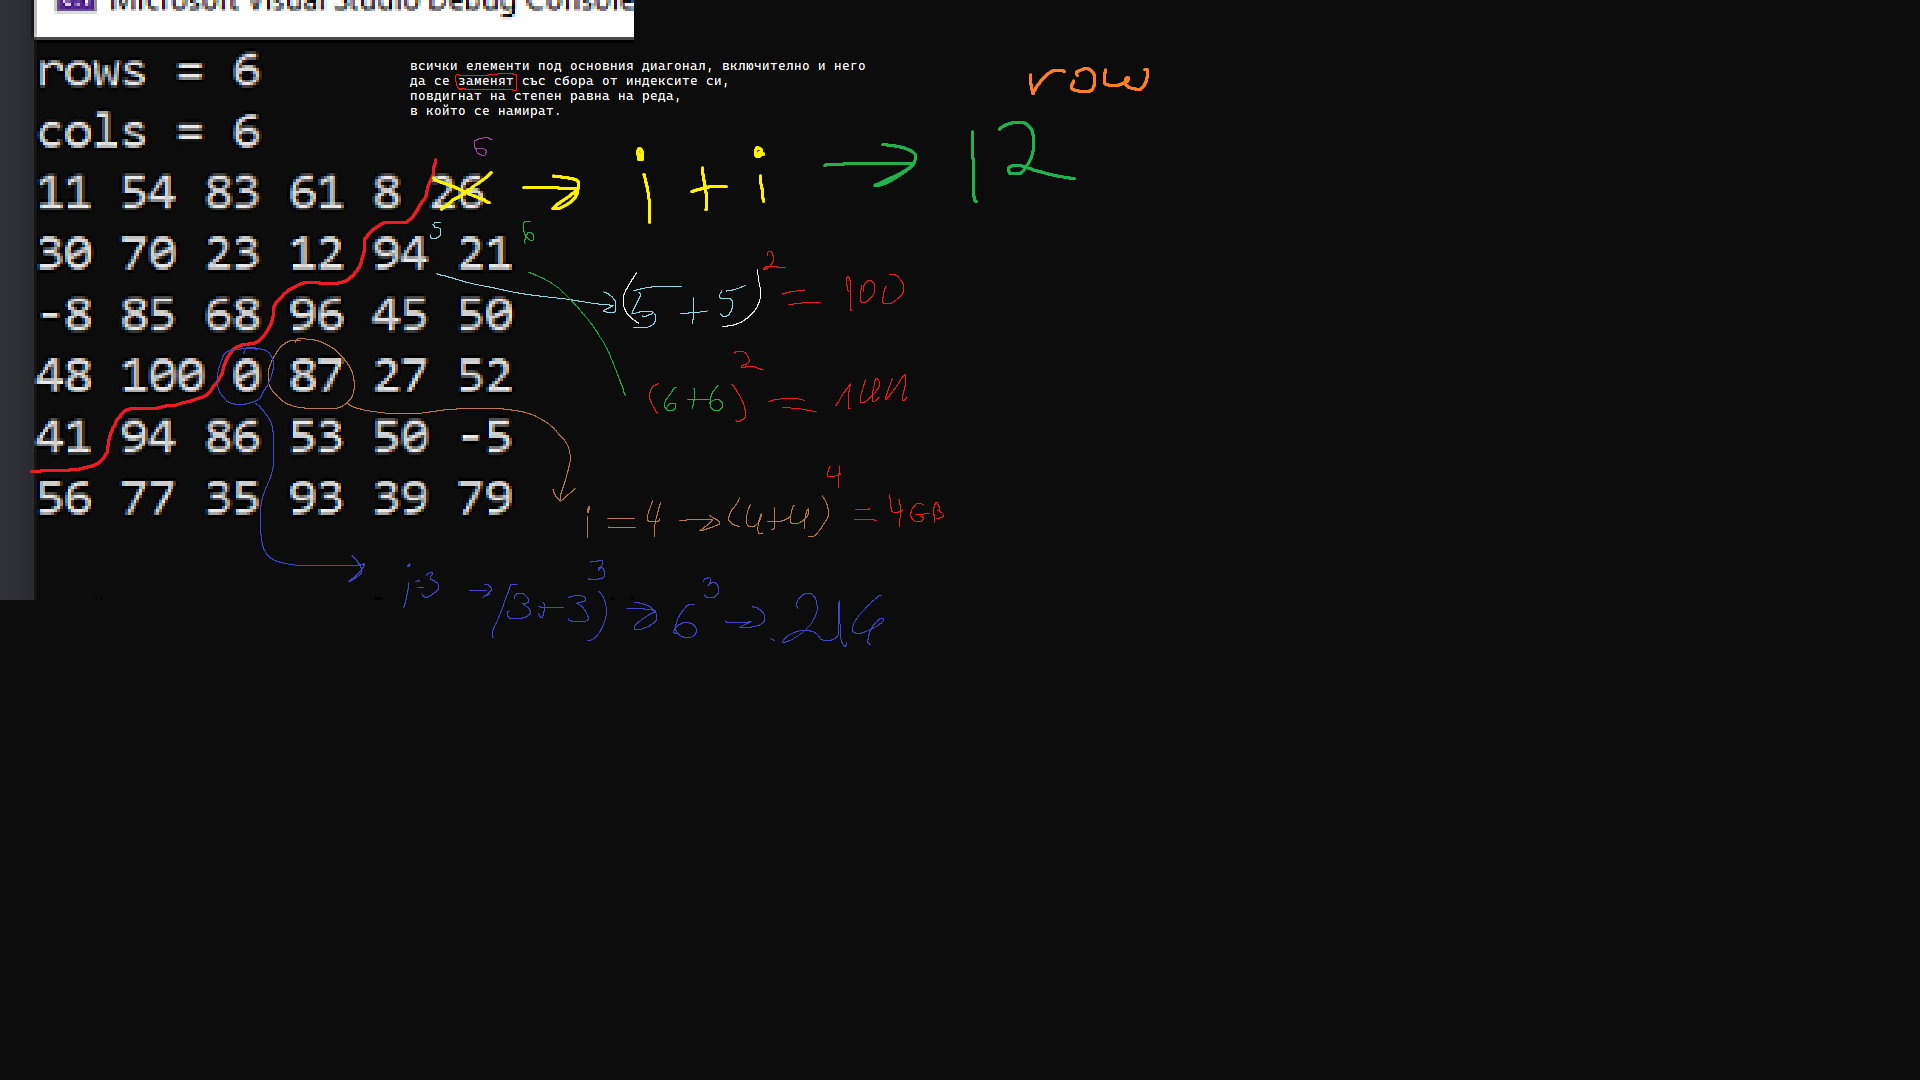 Microsoft Visual Studio Debug Console
rows = 6
cols = 6
всички елементи под основния диагонал, включително и него
да се заменят със сбора от индексите си,
повдигнат на степен равна на реда,
в който се намират.
row
6
11 54 83 61 8 26 → i + i → 12
5 6
30 70 23 12 94 21
(5+5)² = 100
-8 85 68 96 45 50
48 100 0 87 27 52
(6+6)² =
41 94 86 53 50 -5
56 77 35 93 39 79
i = 4 → (4+4)⁴ =
i=3 → (3+3)³ → 6³ → 216